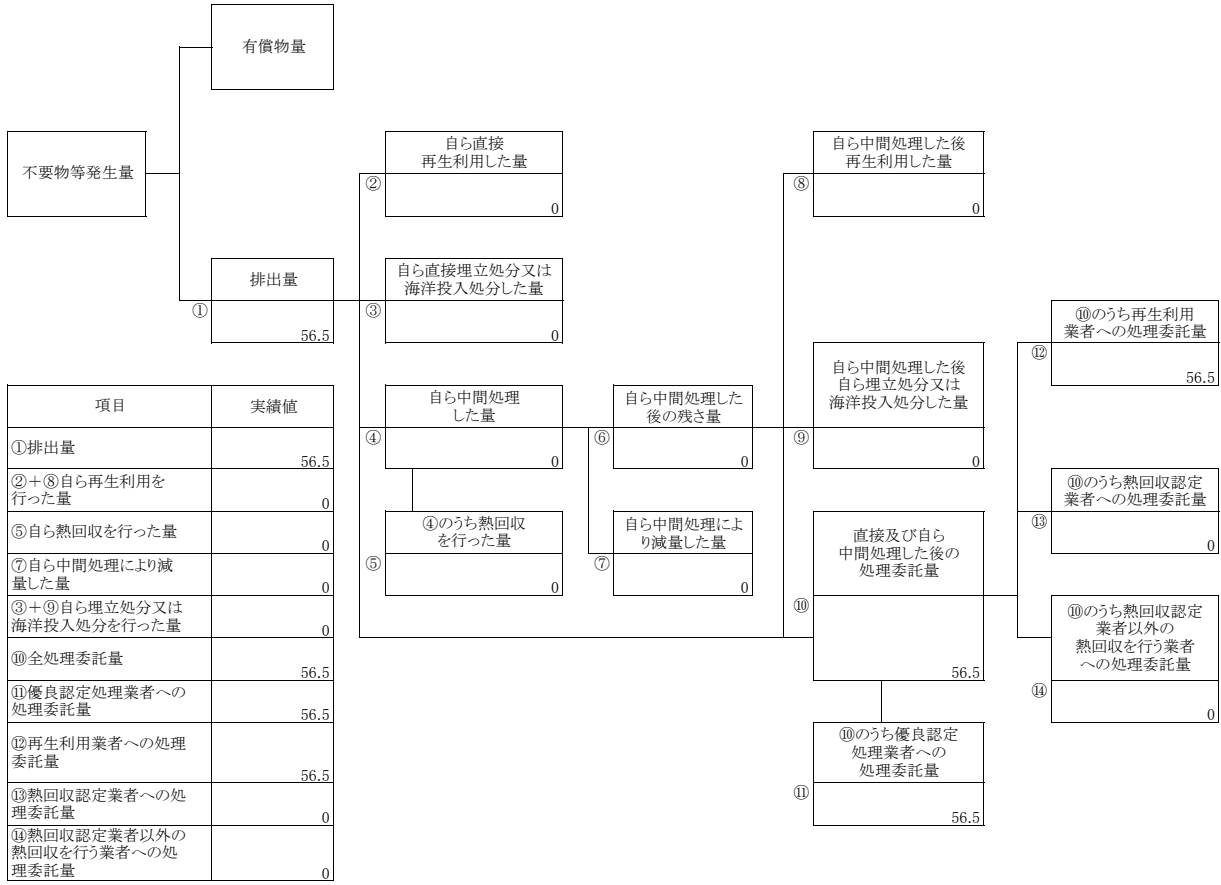 有償物量
不要物等発生量
自ら直接
再生利用した量
②
0
自ら中間処理した後
再生利用した量
⑧
0
排出量
①
56.5
自ら直接埋立処分又は
海洋投入処分した量
③
0
⑩のうち再生利用
業者への処理委託量
⑫
56.5
自ら中間処理した後
自ら埋立処分又は
海洋投入処分した量
⑨
0
自ら中間処理
した量
④
0
自ら中間処理した
後の残さ量
⑥
0
⑩のうち熱回収認定
業者への処理委託量
⑬
0
④のうち熱回収
を行った量
⑤
0
自ら中間処理によ
り減量した量
⑦
0
直接及び自ら
中間処理した後の
処理委託量
⑩
56.5
⑩のうち熱回収認定
業者以外の
熱回収を行う業者
への処理委託量
⑭
0
⑩のうち優良認定
処理業者への
処理委託量
⑪
56.5
項目 実績値
①排出量
56.5
②＋⑧自ら再生利用を
行った量
0
⑤自ら熱回収を行った量
0
⑦自ら中間処理により減
量した量
0
③＋⑨自ら埋立処分又は
海洋投入処分を行った量
0
⑩全処理委託量
56.5
⑪優良認定処理業者への
処理委託量
56.5
⑫再生利用業者への処理
委託量
56.5
⑬熱回収認定業者への処
理委託量
0
⑭熱回収認定業者以外の
熱回収を行う業者への処
理委託量
0